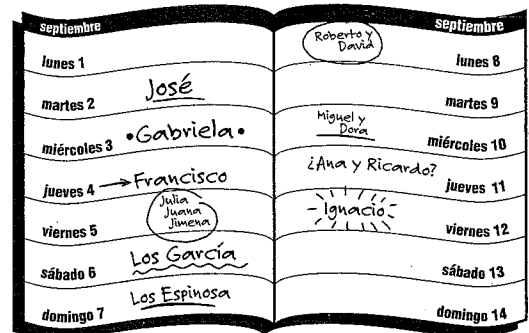 septiembre
lunes 1
martes 2 José
miércoles 3 •Gabriela•
jueves 4 → Francisco
viernes 5 Julia
Juana
Jimena
sábado 6 Los García
domingo 7 Los Espinosa
septiembre
Roberto y
David
lunes 8
martes 9
Miguel y
Dora
miércoles 10
¿Ana y Ricardo?
jueves 11
Ignacio
viernes 12
sábado 13
domingo 14